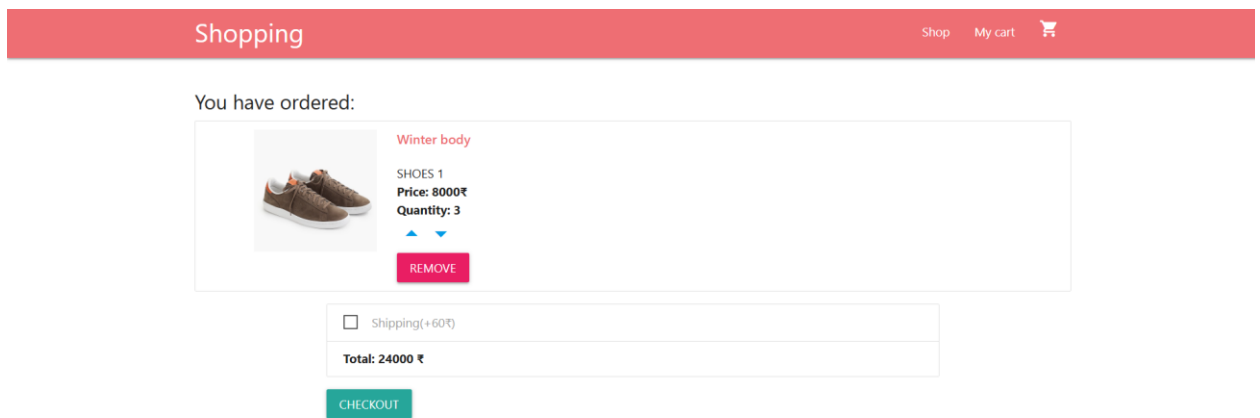 Shopping
Shop My cart
You have ordered:
Winter body
SHOES 1
Price: 8000₹
Quantity: 3
REMOVE
Shipping(+60₹)
Total: 24000 ₹
CHECKOUT